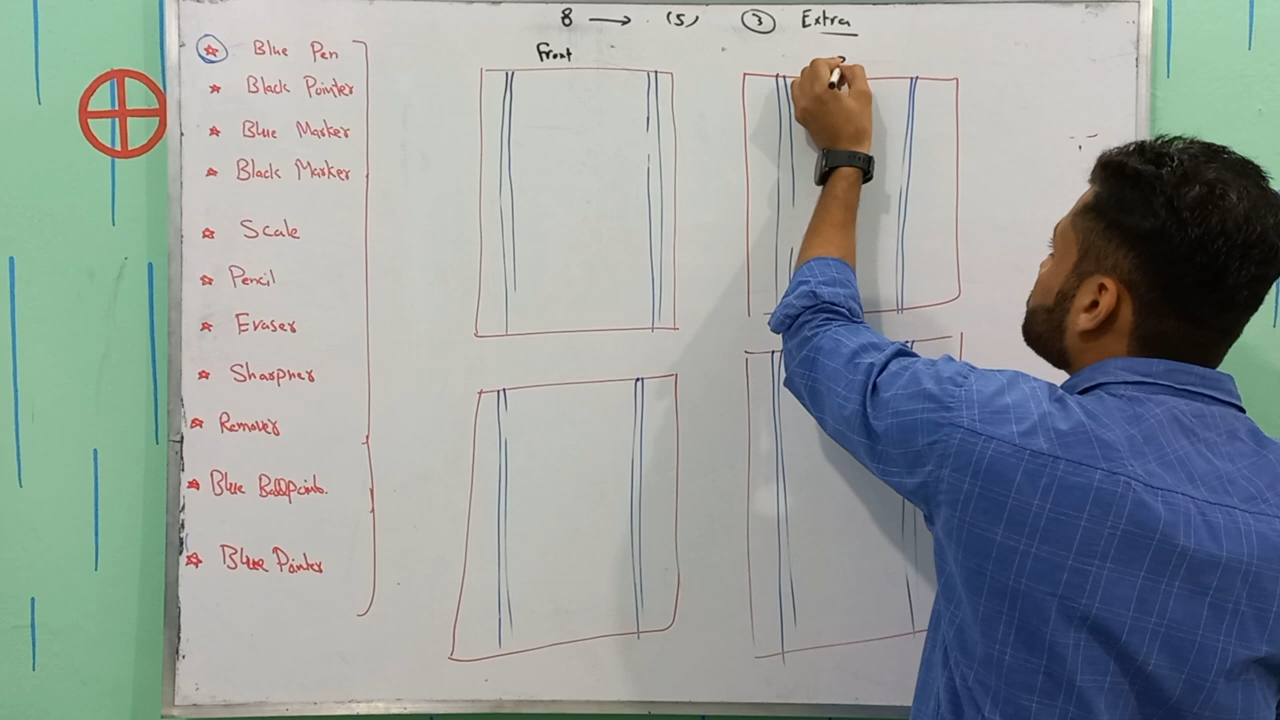 8 → (5) ③ Extra
Front
Blue Pen
Black Pointer
Blue Marker
Black Marker
Scale
Pencil
Eraser
Sharpner
Remover
Blue Ballpoint.
Blue Pointer